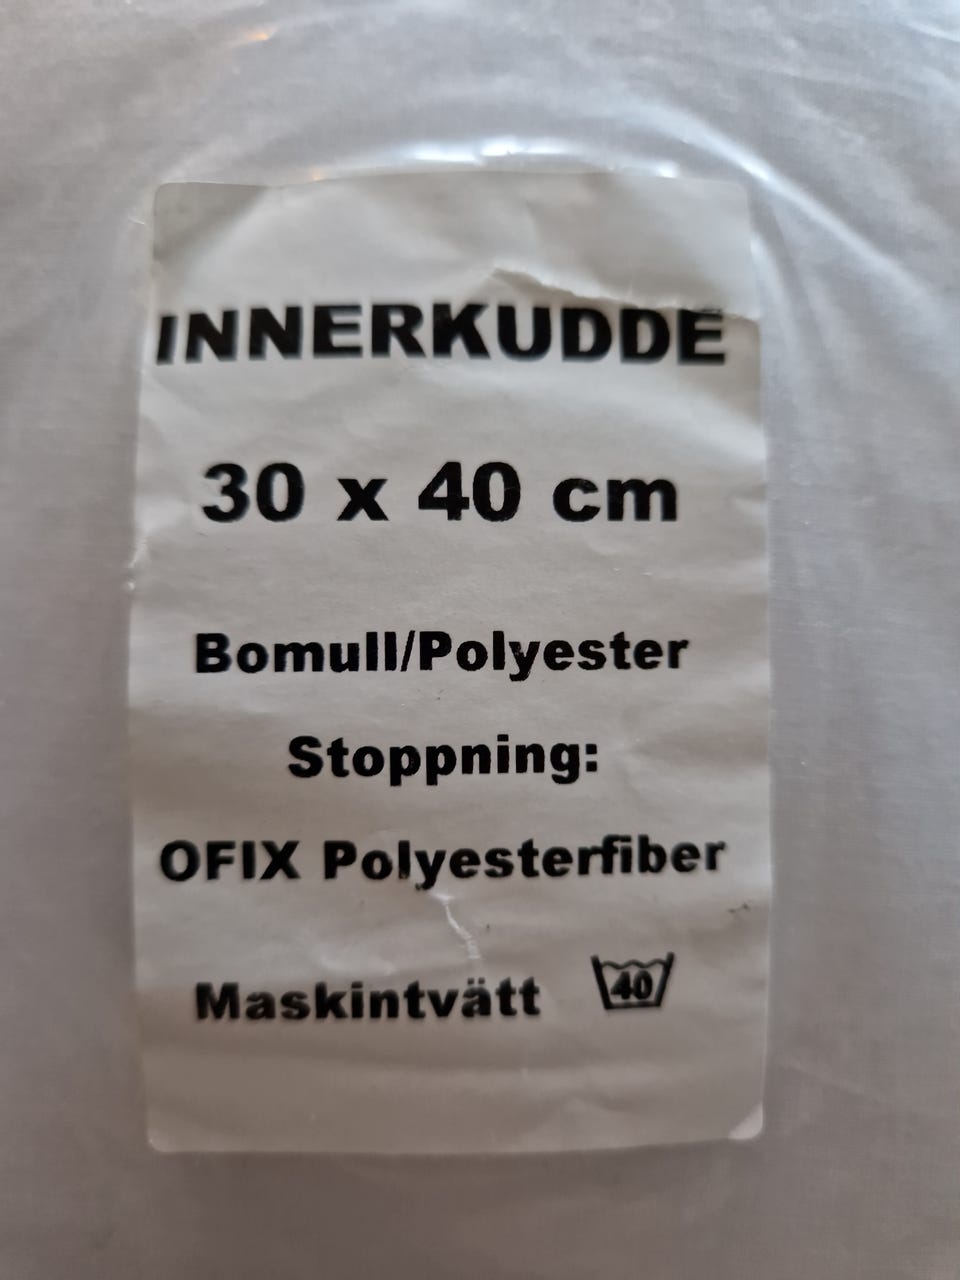 INNERKUDDE
30 x 40 cm
Bomull/Polyester
Stoppning:
OFIX Polyesterfiber
Maskintvätt 40